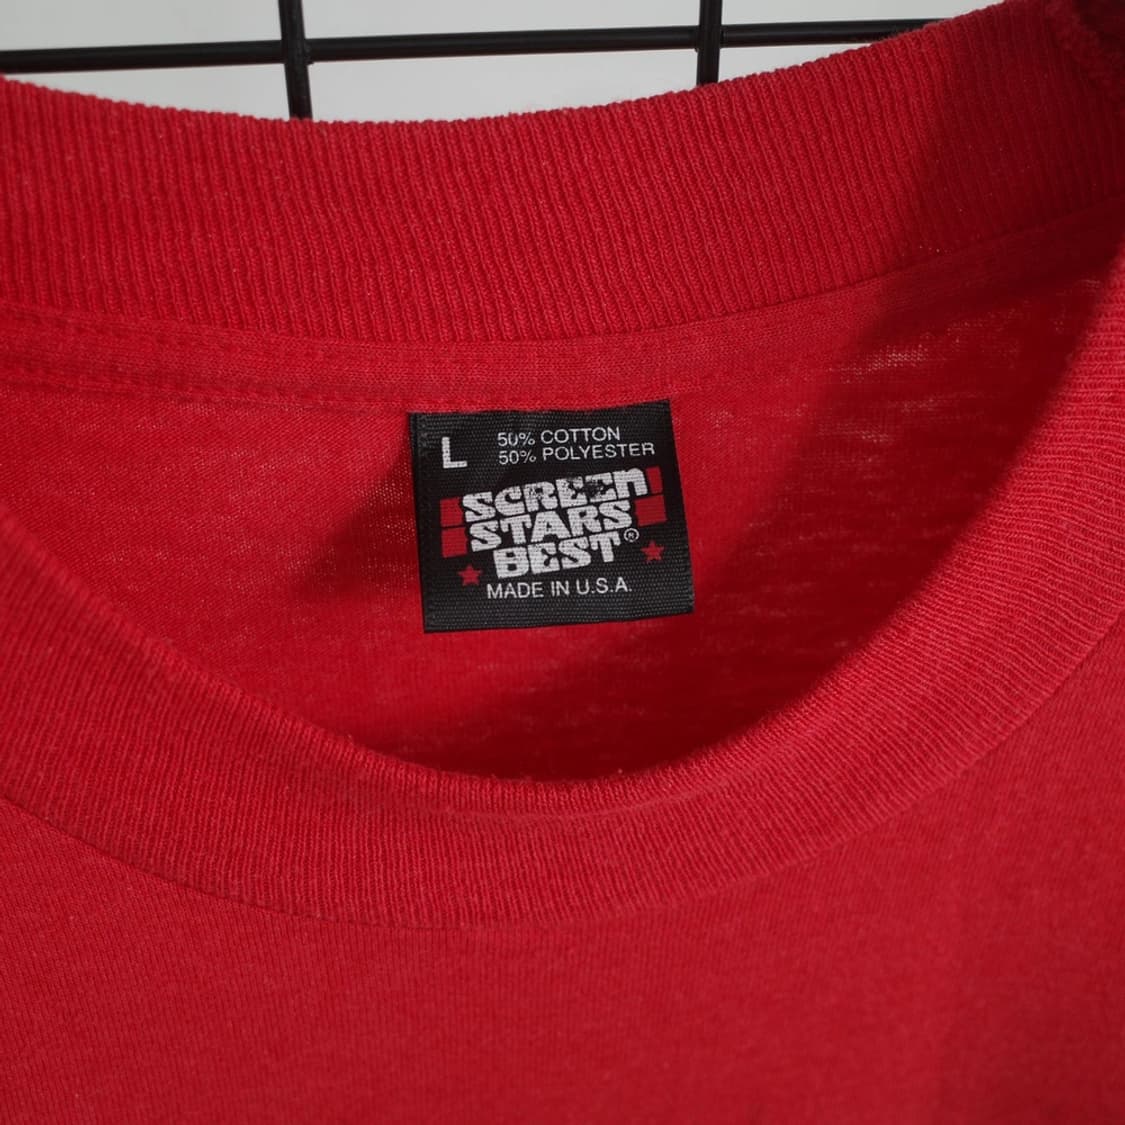 L
50% COTTON
50% POLYESTER
SCREEN
STARS
BEST®
MADE IN U.S.A.